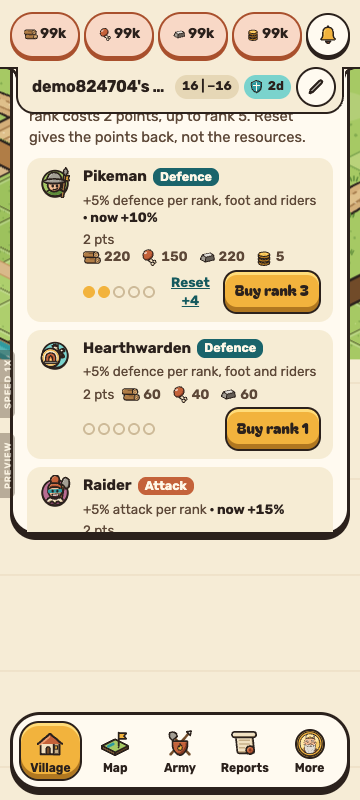 99k 99k 99k 99k
demo824704's ... 16 | −16 2d
rank costs 2 points, up to rank 5. Reset
gives the points back, not the resources.
Pikeman Defence
+5% defence per rank, foot and riders
• now +10%
2 pts
220 150 220 5
Reset
+4
Buy rank 3
Hearthwarden Defence
+5% defence per rank, foot and riders
2 pts 60 40 60
Buy rank 1
Raider Attack
+5% attack per rank • now +15%
2 pts
SPEED 1X
PREVIEW
Village Map Army Reports More